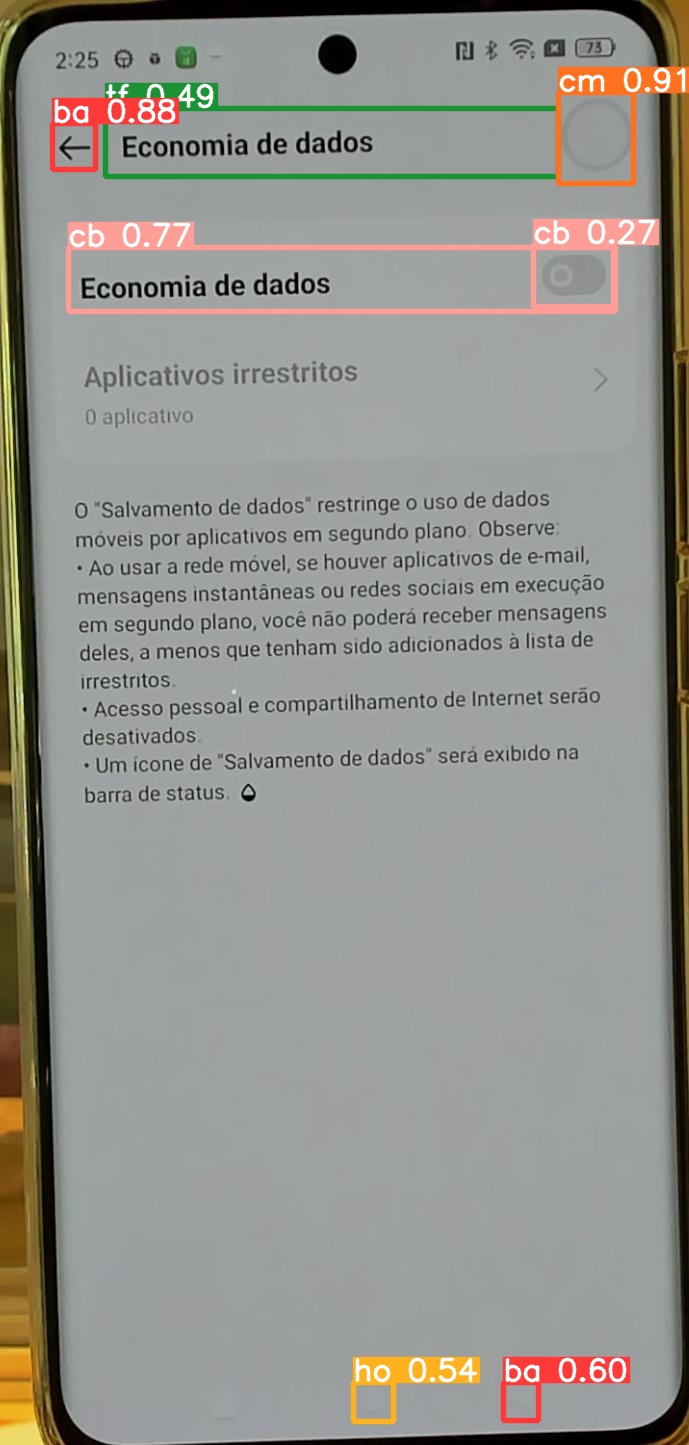 2:25
73
cm 0.91
tf 0.49
ba 0.88
Economia de dados
cb 0.77
cb 0.27
Economia de dados
Aplicativos irrestritos
0 aplicativo
O "Salvamento de dados" restringe o uso de dados
móveis por aplicativos em segundo plano. Observe:
• Ao usar a rede móvel, se houver aplicativos de e-mail,
mensagens instantâneas ou redes sociais em execução
em segundo plano, você não poderá receber mensagens
deles, a menos que tenham sido adicionados à lista de
irrestritos.
• Acesso pessoal e compartilhamento de Internet serão
desativados.
• Um ícone de "Salvamento de dados" será exibido na
barra de status.
ho 0.54
ba 0.60